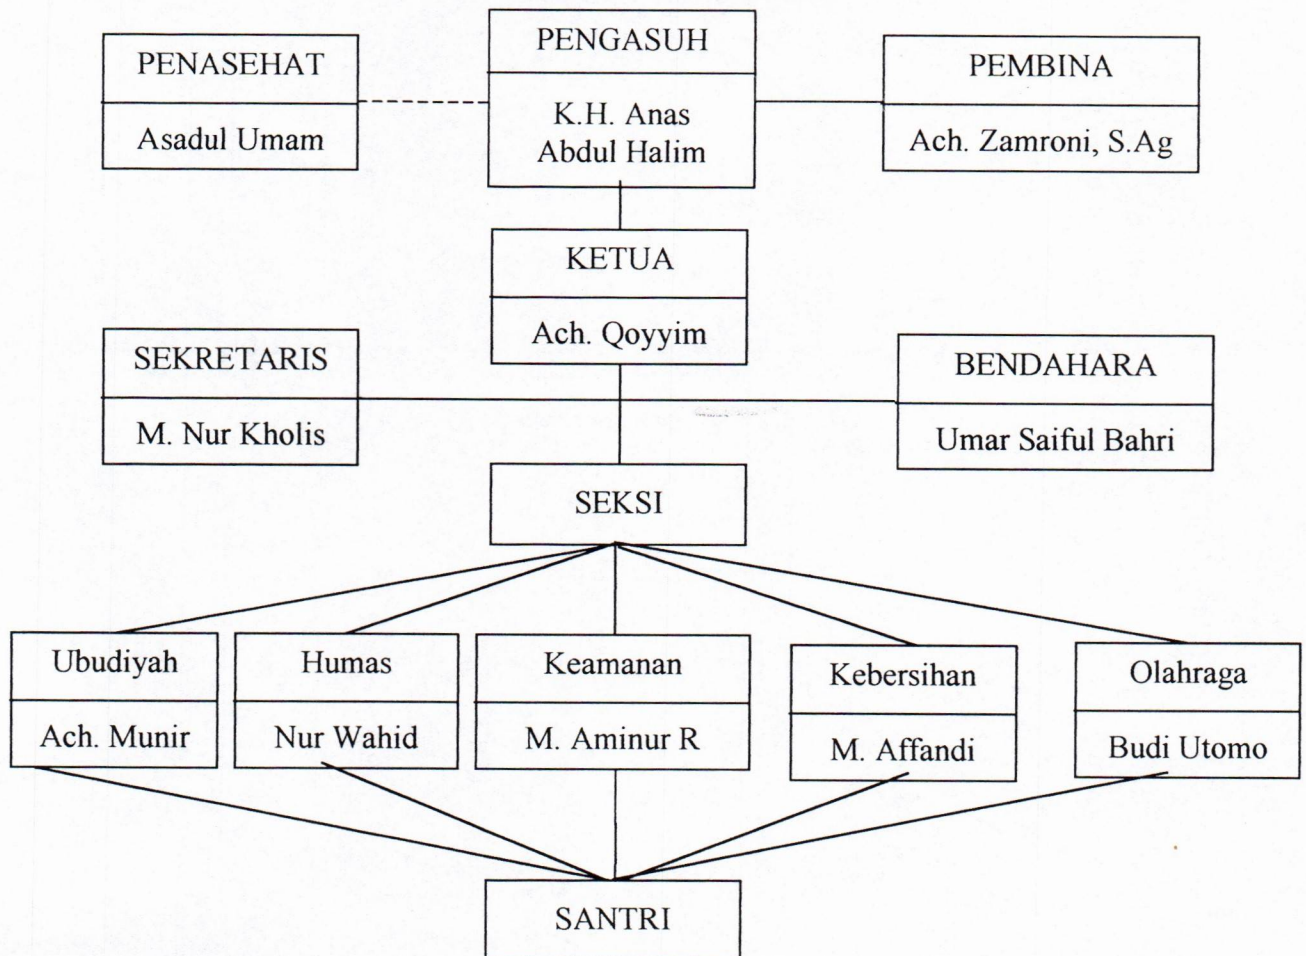 PENASEHAT
Asadul Umam
PENGASUH
K.H. Anas
Abdul Halim
PEMBINA
Ach. Zamroni, S.Ag
KETUA
Ach. Qoyyim
SEKRETARIS
M. Nur Kholis
BENDAHARA
Umar Saiful Bahri
SEKSI
Ubudiyah
Ach. Munir
Humas
Nur Wahid
Keamanan
M. Aminur R
Kebersihan
M. Affandi
Olahraga
Budi Utomo
SANTRI